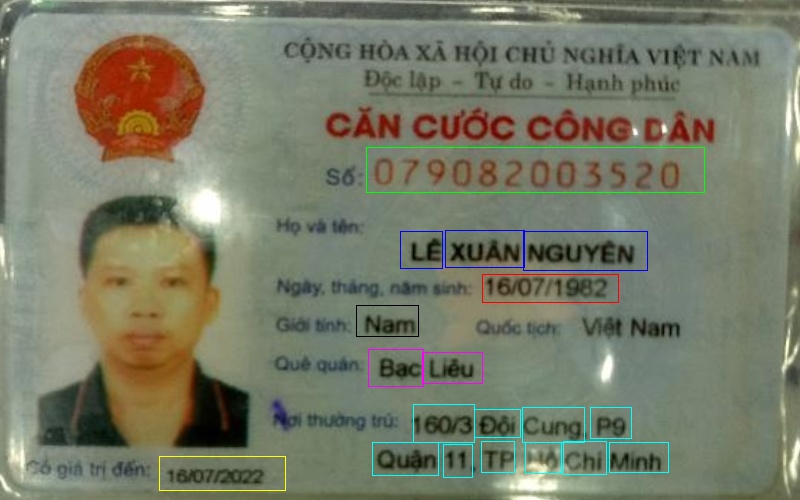 CỘNG HÒA XÃ HỘI CHỦ NGHĨA VIỆT NAM
Độc lập - Tự do - Hạnh phúc
CĂN CƯỚC CÔNG DÂN
Số: 079082003520
Họ và tên:
LÊ XUÂN NGUYÊN
Ngày, tháng, năm sinh: 16/07/1982
Giới tính: Nam Quốc tịch: Việt Nam
Quê quán: Bạc Liêu
Nơi thường trú: 160/3 Đội Cung, P9
Quận 11, TP Hồ Chí Minh
Có giá trị đến: 16/07/2022